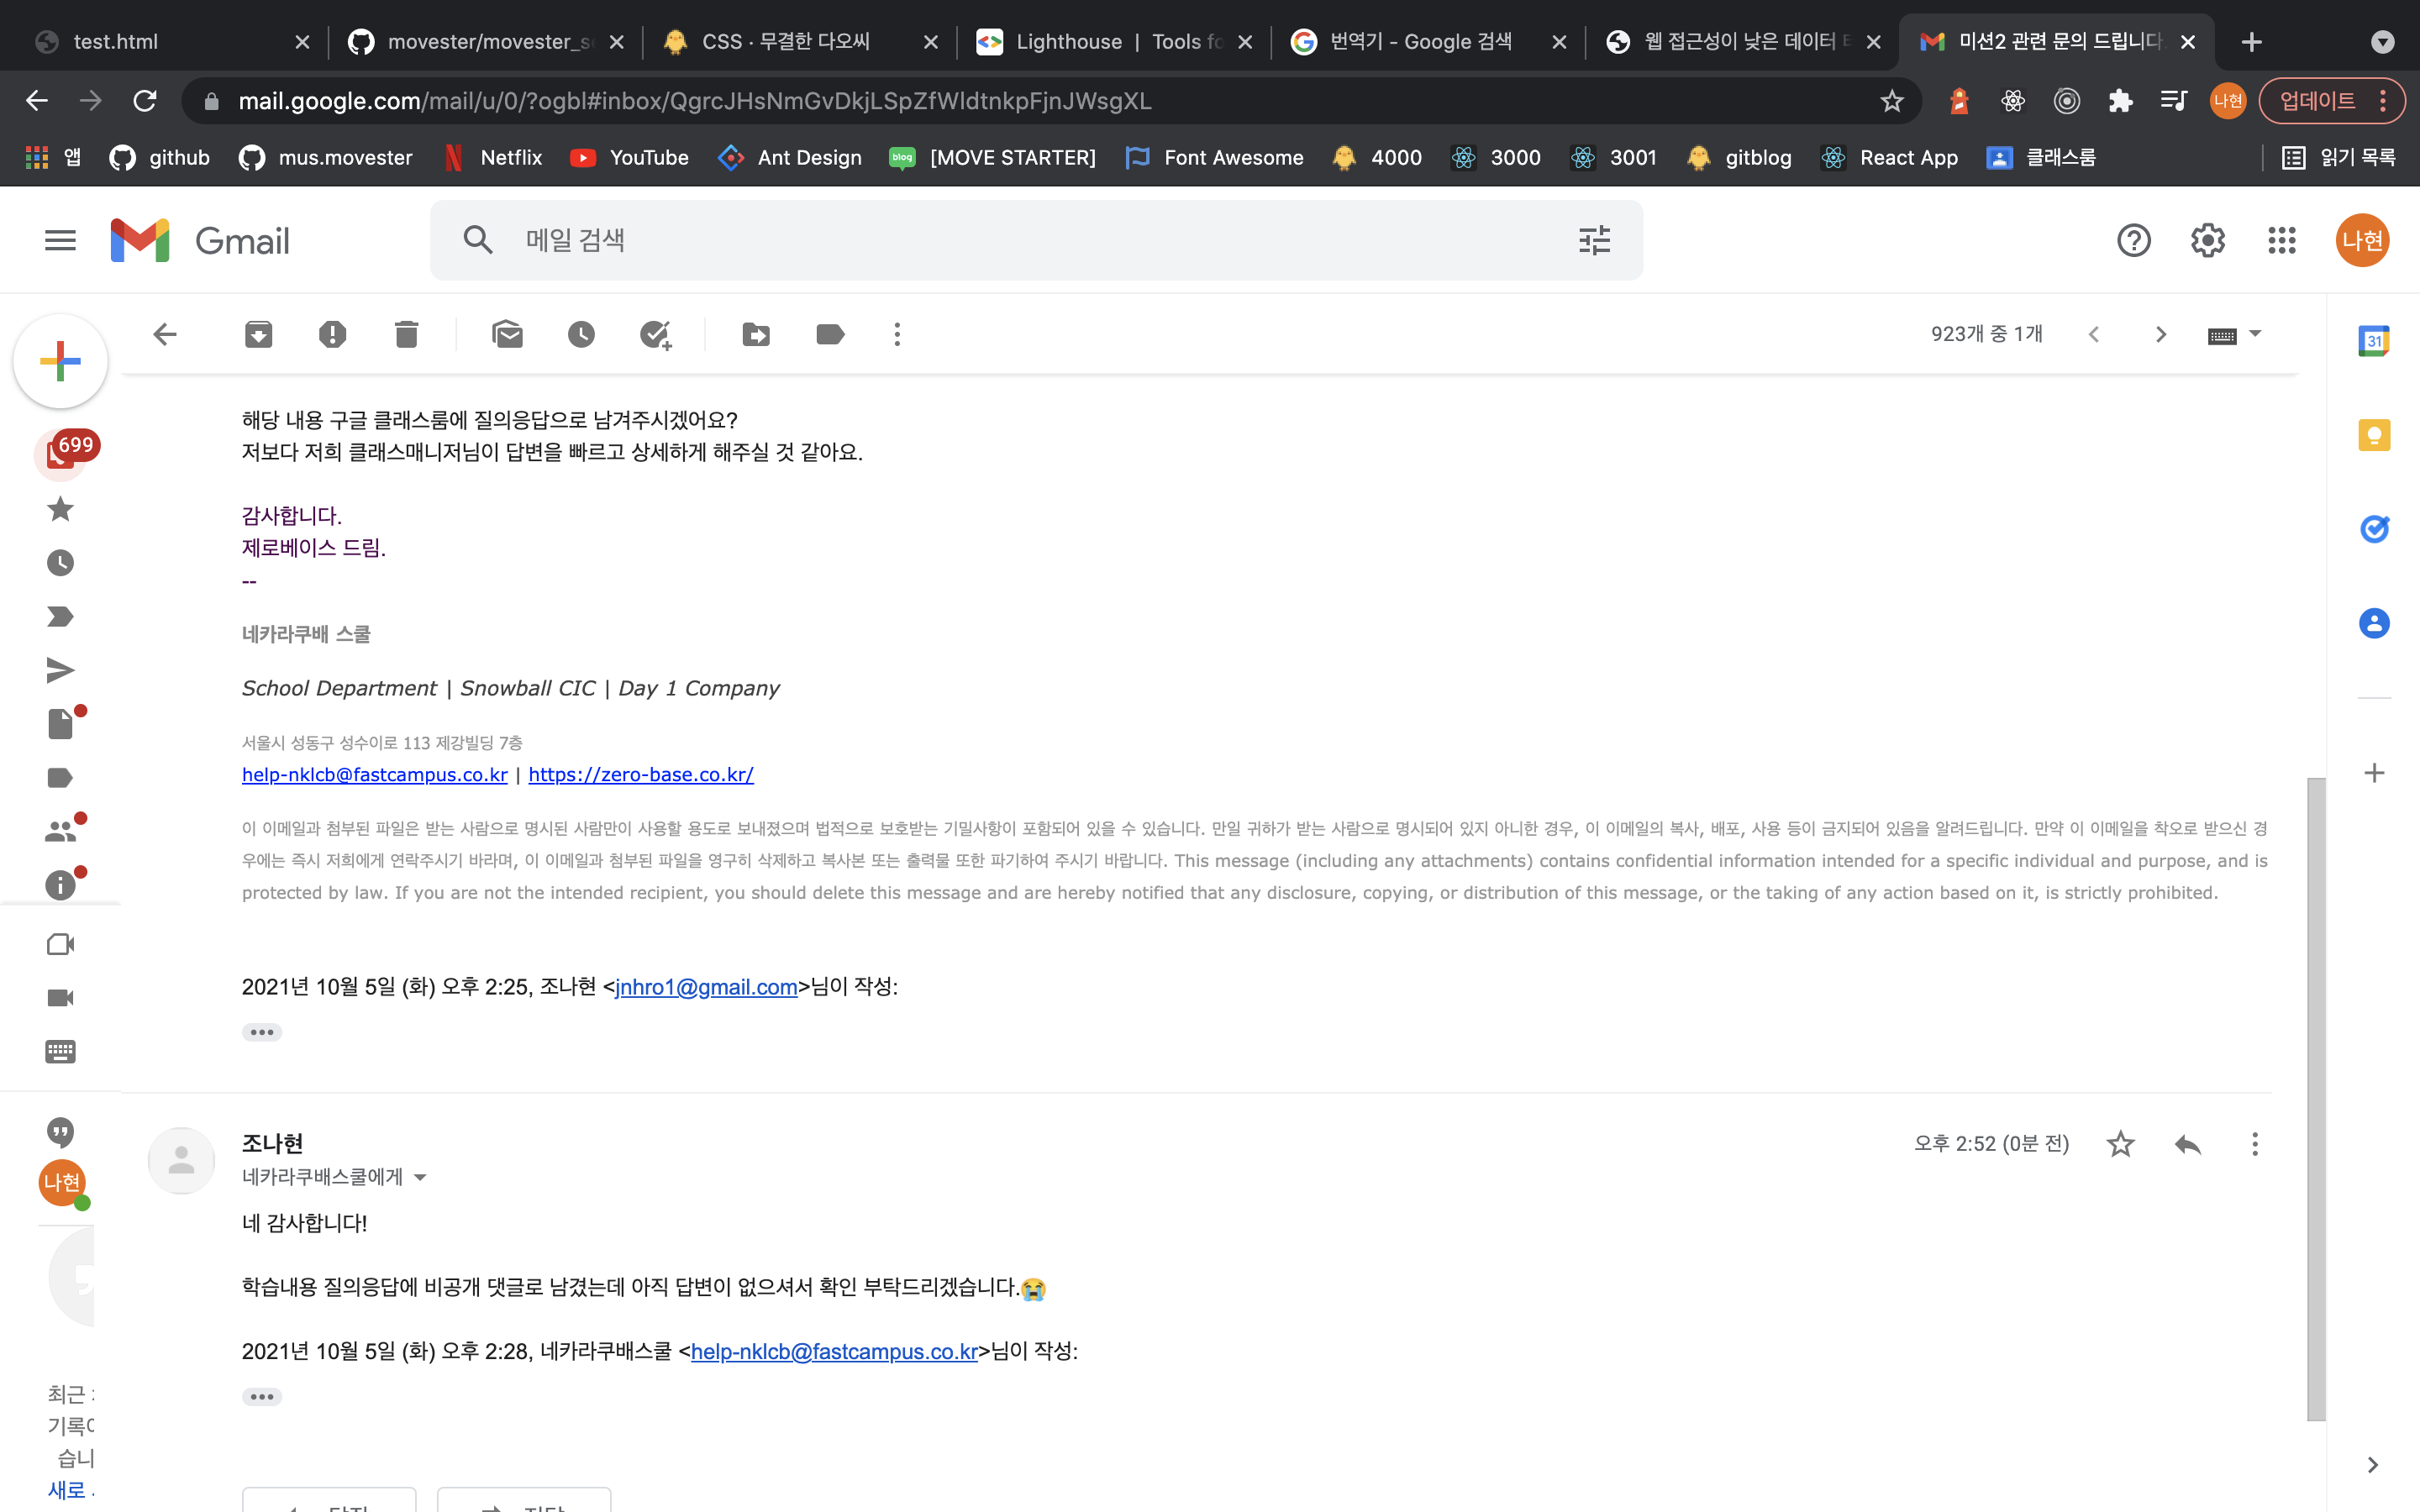 test.html
movester/movester_s
CSS · 무결한 다오씨
Lighthouse | Tools fo
번역기 - Google 검색
웹 접근성이 낮은 데이터
미션2 관련 문의 드립니다
mail.google.com/mail/u/0/?ogbl#inbox/QgrcJHsNmGvDkjLSpZfWldtnkpFjnJWsgXL
나현
업데이트
앱
github
mus.movester
Netflix
YouTube
Ant Design
blog
[MOVE STARTER]
Font Awesome
4000
3000
3001
gitblog
React App
클래스룸
읽기 목록
Gmail
메일 검색
나현
923개 중 1개
31
699
해당 내용 구글 클래스룸에 질의응답으로 남겨주시겠어요?
저보다 저희 클래스매니저님이 답변을 빠르고 상세하게 해주실 것 같아요.
감사합니다.
제로베이스 드림.
--
네카라쿠배 스쿨
School Department | Snowball CIC | Day 1 Company
서울시 성동구 성수이로 113 제강빌딩 7층
help-nklcb@fastcampus.co.kr | https://zero-base.co.kr/
이 이메일과 첨부된 파일은 받는 사람으로 명시된 사람만이 사용할 용도로 보내졌으며 법적으로 보호받는 기밀사항이 포함되어 있을 수 있습니다. 만일 귀하가 받는 사람으로 명시되어 있지 아니한 경우, 이 이메일의 복사, 배포, 사용 등이 금지되어 있음을 알려드립니다. 만약 이 이메일을 착오로 받으신 경
우에는 즉시 저희에게 연락주시기 바라며, 이 이메일과 첨부된 파일을 영구히 삭제하고 복사본 또는 출력물 또한 파기하여 주시기 바랍니다. This message (including any attachments) contains confidential information intended for a specific individual and purpose, and is
protected by law. If you are not the intended recipient, you should delete this message and are hereby notified that any disclosure, copying, or distribution of this message, or the taking of any action based on it, is strictly prohibited.
2021년 10월 5일 (화) 오후 2:25, 조나현 <jnhro1@gmail.com>님이 작성:
조나현
오후 2:52 (0분 전)
네카라쿠배스쿨에게
나현
네 감사합니다!
학습내용 질의응답에 비공개 댓글로 남겼는데 아직 답변이 없으셔서 확인 부탁드리겠습니다.😭
2021년 10월 5일 (화) 오후 2:28, 네카라쿠배스쿨 <help-nklcb@fastcampus.co.kr>님이 작성:
최근
기록이
습니
새로